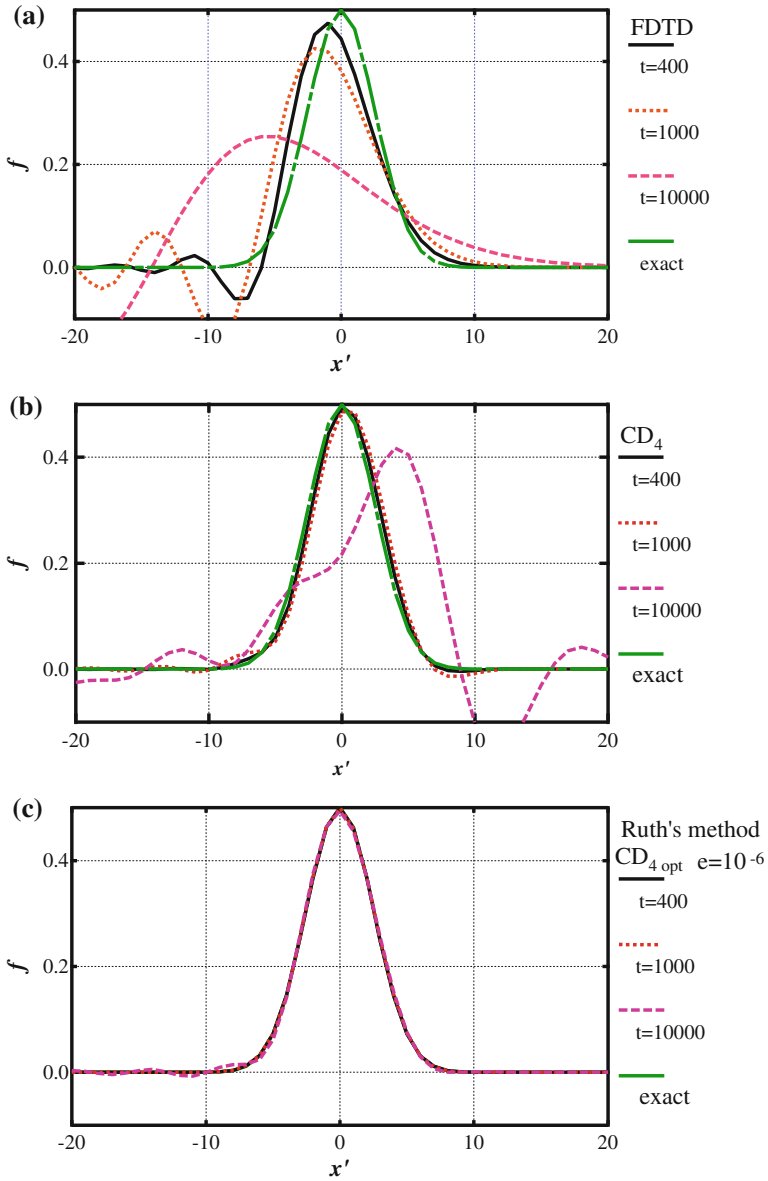 (a)
FDTD
t=400
t=1000
t=10000
exact
0.4
0.2
0.0
f
-20 -10 0 10 20
x'
(b)
CD4
t=400
t=1000
t=10000
exact
0.4
0.2
0.0
f
-20 -10 0 10 20
x'
(c)
Ruth's method
CD4 opt e=10-6
t=400
t=1000
t=10000
exact
0.4
0.2
0.0
f
-20 -10 0 10 20
x'